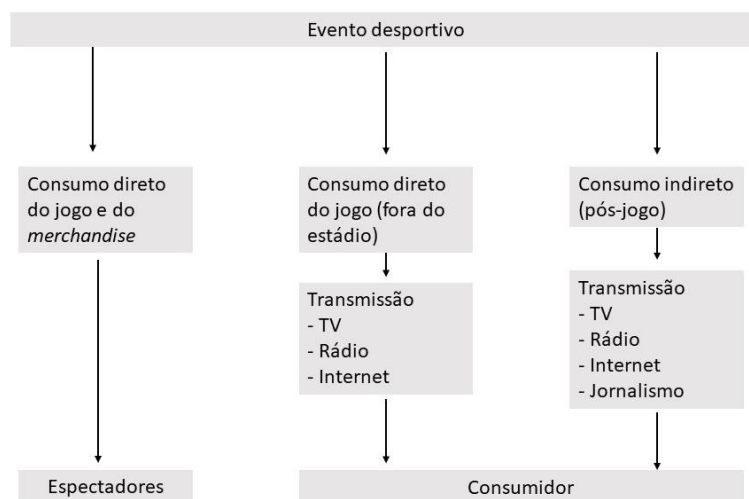 Evento desportivo
Consumo direto
do jogo e do
merchandise
Consumo direto
do jogo (fora do
estádio)
Consumo indireto
(pós-jogo)
Transmissão
- TV
- Rádio
- Internet
Transmissão
- TV
- Rádio
- Internet
- Jornalismo
Espectadores
Consumidor